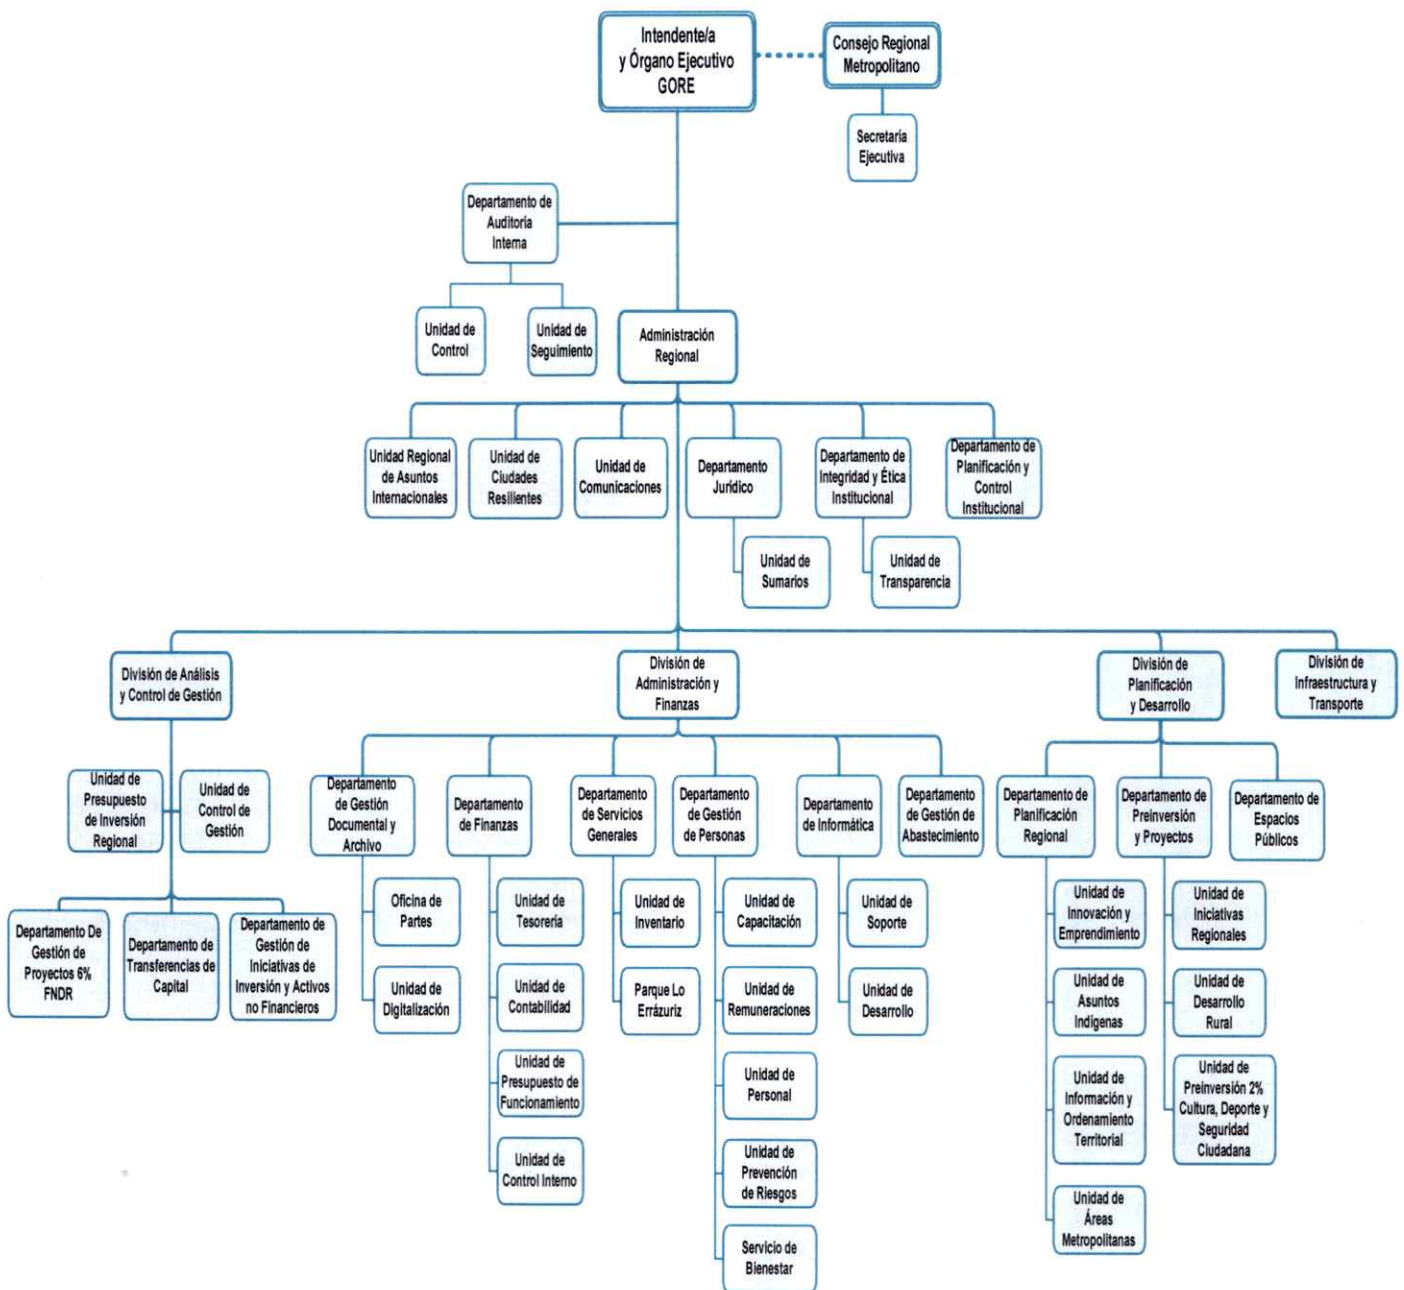 Intendente/a
y Órgano Ejecutivo
GORE
Consejo Regional
Metropolitano
Secretaría
Ejecutiva
Departamento de
Auditoría
Interna
Unidad de
Control
Unidad de
Seguimiento
Administración
Regional
Unidad Regional
de Asuntos
Internacionales
Unidad de
Ciudades
Resilientes
Unidad de
Comunicaciones
Departamento
Jurídico
Departamento de
Integridad y Ética
Institucional
Departamento de
Planificación y
Control
Institucional
Unidad de
Sumarios
Unidad de
Transparencia
División de Análisis
y Control de Gestión
División de
Administración y
Finanzas
División de
Planificación
y Desarrollo
División de
Infraestructura y
Transporte
Unidad de
Presupuesto
de Inversión
Regional
Unidad de
Control de
Gestión
Departamento De
Gestión de
Proyectos 6%
FNDR
Departamento de
Transferencias de
Capital
Departamento de
Gestión de
Iniciativas de
Inversión y Activos
no Financieros
Departamento
de Gestión
Documental y
Archivo
Oficina de
Partes
Unidad de
Digitalización
Departamento
de Finanzas
Unidad de
Tesorería
Unidad de
Contabilidad
Unidad de
Presupuesto de
Funcionamiento
Unidad de
Control Interno
Departamento
de Servicios
Generales
Unidad de
Inventario
Parque Lo
Errázuriz
Departamento
de Gestión
de Personas
Unidad de
Capacitación
Unidad de
Remuneraciones
Unidad de
Personal
Unidad de
Prevención
de Riesgos
Servicio de
Bienestar
Departamento
de Informática
Unidad de
Soporte
Unidad de
Desarrollo
Departamento
de Gestión de
Abastecimiento
Departamento de
Planificación
Regional
Unidad de
Innovación y
Emprendimiento
Unidad de
Asuntos
Indígenas
Unidad de
Información y
Ordenamiento
Territorial
Unidad de
Áreas
Metropolitanas
Departamento de
Preinversión
y Proyectos
Unidad de
Iniciativas
Regionales
Unidad de
Desarrollo
Rural
Unidad de
Preinversión 2%
Cultura, Deporte y
Seguridad
Ciudadana
Departamento de
Espacios
Públicos